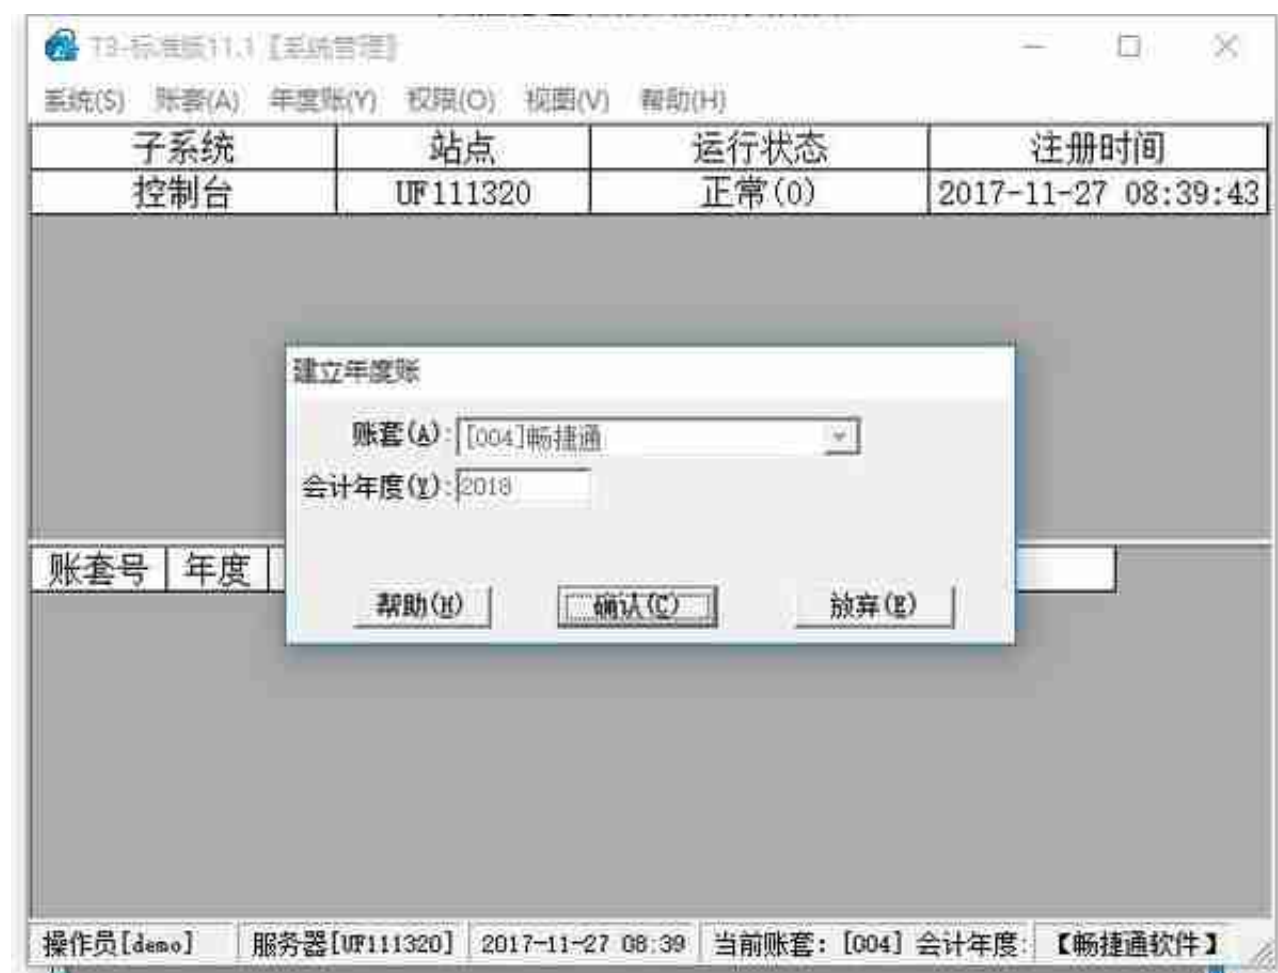 T3-标准版11.1【系统管理】
系统(S) 账套(A) 年度账(Y) 权限(O) 视图(V) 帮助(H)
子系统 站点 运行状态 注册时间
控制台 UF111320 正常(0) 2017-11-27 08:39:43
建立年度账
账套(A): [004]畅捷通
会计年度(Y): 2018
账套号 年度
帮助(H) 确认(C) 放弃(E)
操作员[demo] 服务器[UF111320] 2017-11-27 08:39 当前账套: [004] 会计年度: 【畅捷通软件】